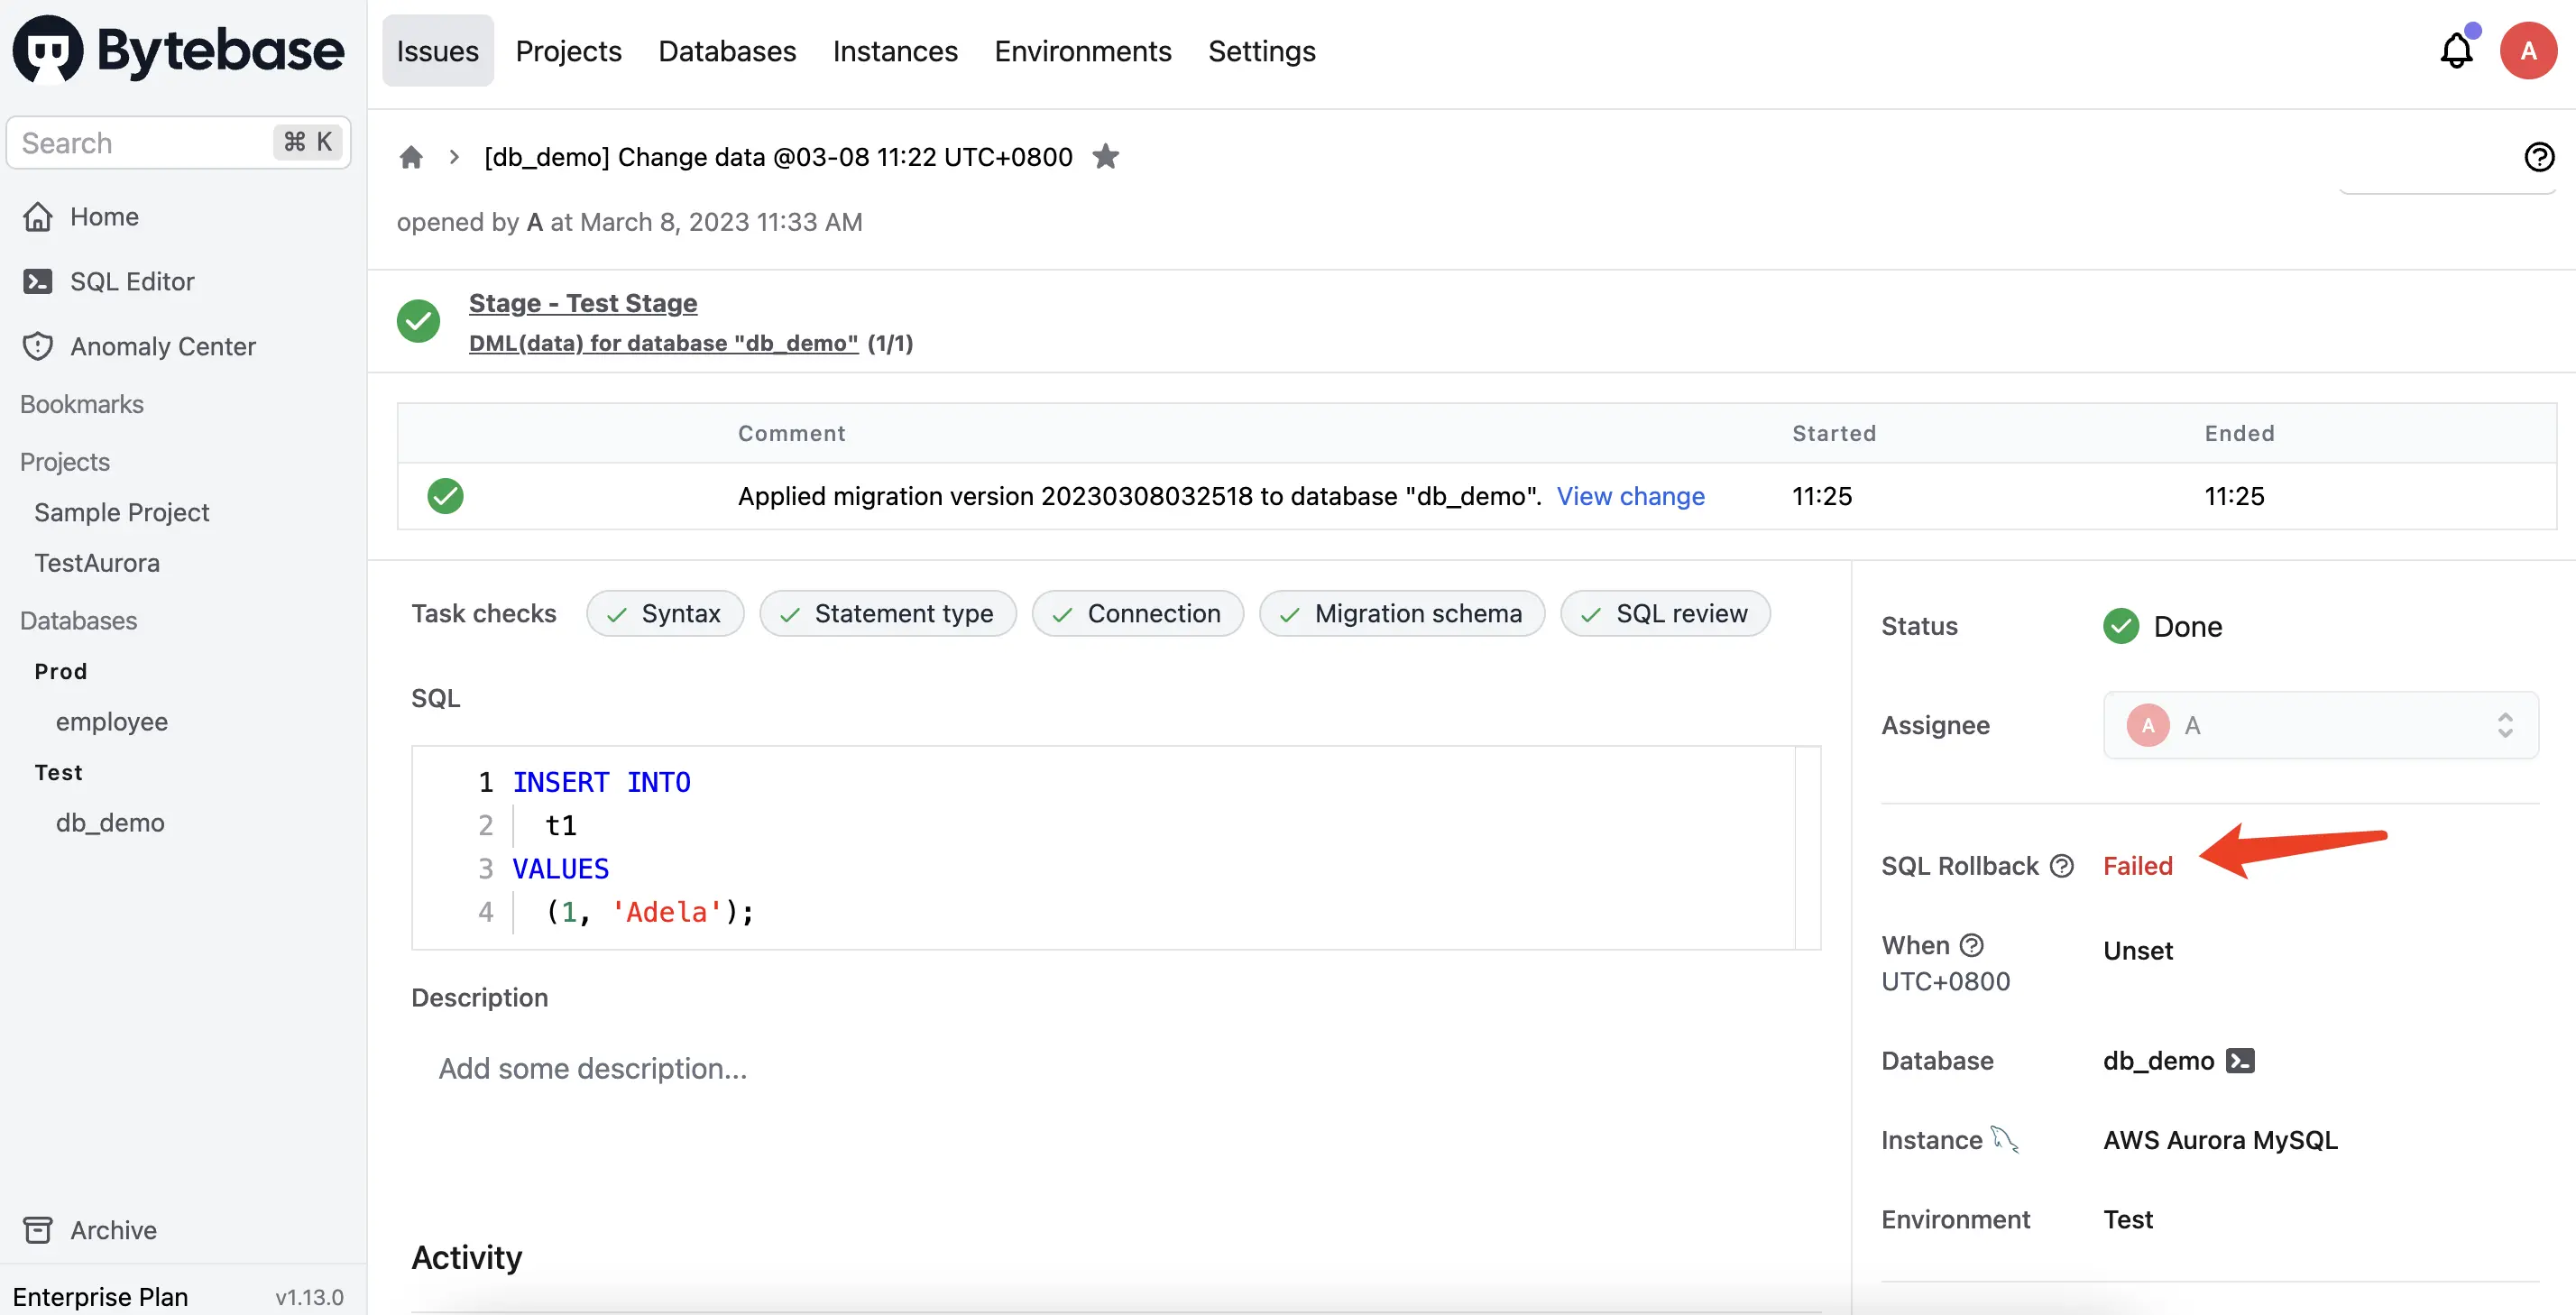 Bytebase
Issues Projects Databases Instances Environments Settings
A
Search ⌘ K
Home
SQL Editor
Anomaly Center
Bookmarks
Projects
Sample Project
TestAurora
Databases
Prod
employee
Test
db_demo
Archive
Enterprise Plan v1.13.0
[db_demo] Change data @03-08 11:22 UTC+0800
opened by A at March 8, 2023 11:33 AM
Stage - Test Stage
DML(data) for database "db_demo" (1/1)
Comment Started Ended
Applied migration version 20230308032518 to database "db_demo". View change 11:25 11:25
Task checks Syntax Statement type Connection Migration schema SQL review
SQL
1 INSERT INTO
2 t1
3 VALUES
4 (1, 'Adela');
Description
Add some description...
Activity
Status Done
Assignee A A
SQL Rollback Failed
When Unset
UTC+0800
Database db_demo
Instance AWS Aurora MySQL
Environment Test